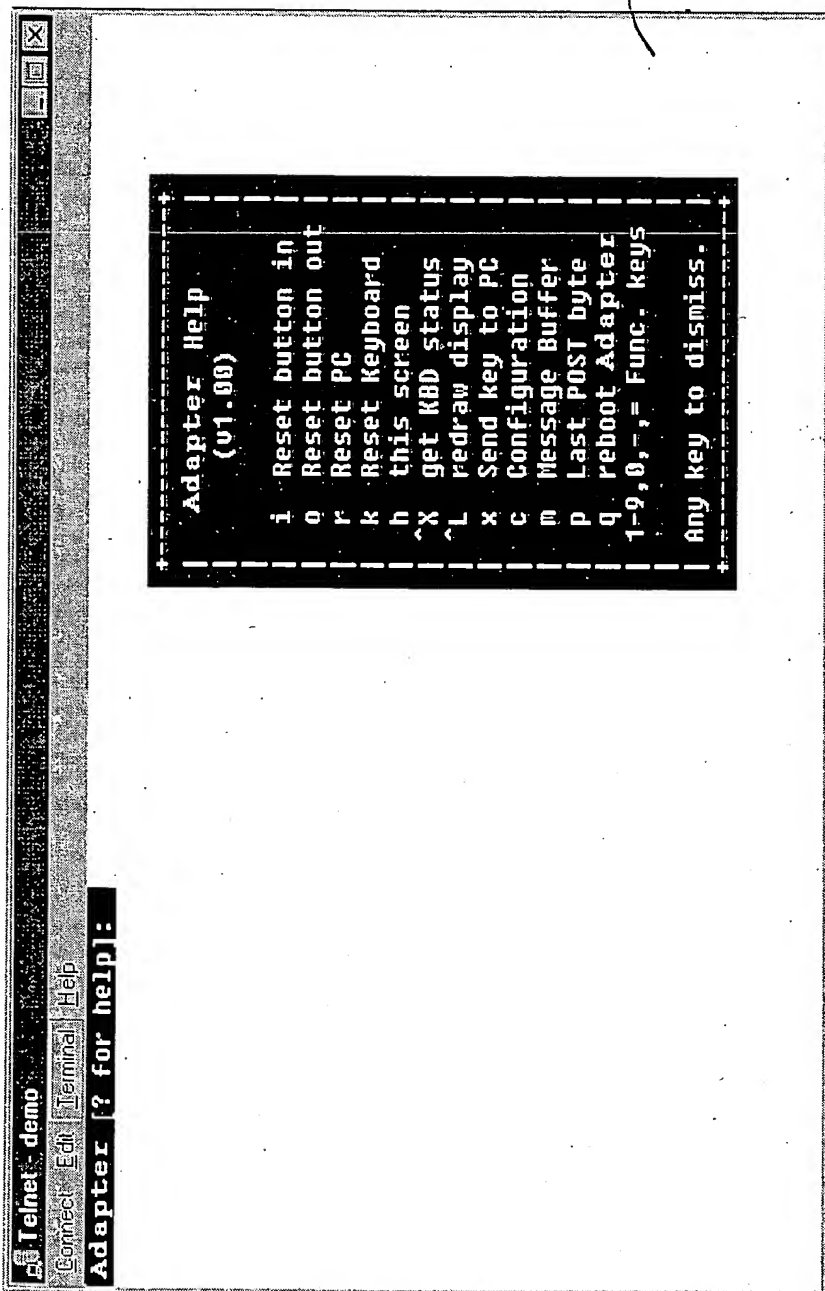 Telnet - demo
Connect Edit Terminal Help
Adapter [? for help]:
Adapter Help
(v1.00)
i Reset button in
o Reset button out
r Reset PC
k Reset Keyboard
h this screen
^X get KBD status
^L redraw display
x Send key to PC
c Configuration
m Message Buffer
p Last POST byte
q reboot Adapter
1-9,0,-,= Func. keys
Any key to dismiss.